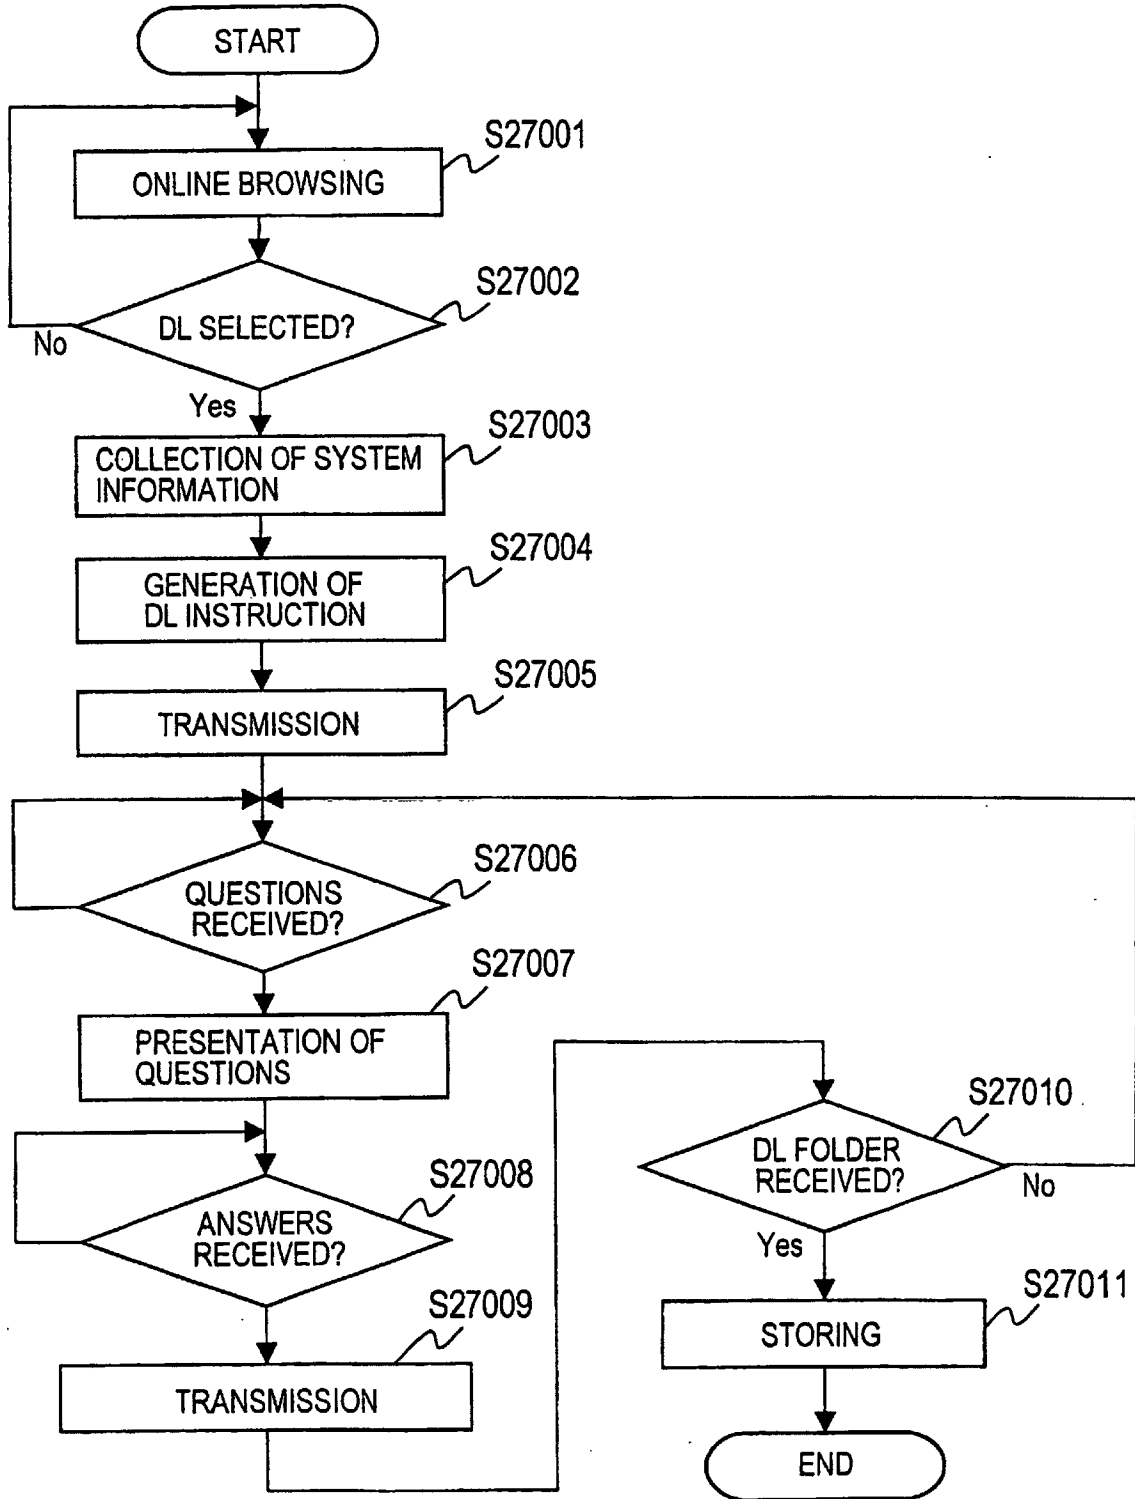 START
S27001
ONLINE BROWSING
S27002
DL SELECTED?
No
Yes
S27003
COLLECTION OF SYSTEM
INFORMATION
S27004
GENERATION OF
DL INSTRUCTION
S27005
TRANSMISSION
S27006
QUESTIONS
RECEIVED?
S27007
PRESENTATION OF
QUESTIONS
S27008
ANSWERS
RECEIVED?
S27009
TRANSMISSION
S27010
DL FOLDER
RECEIVED?
No
Yes
S27011
STORING
END